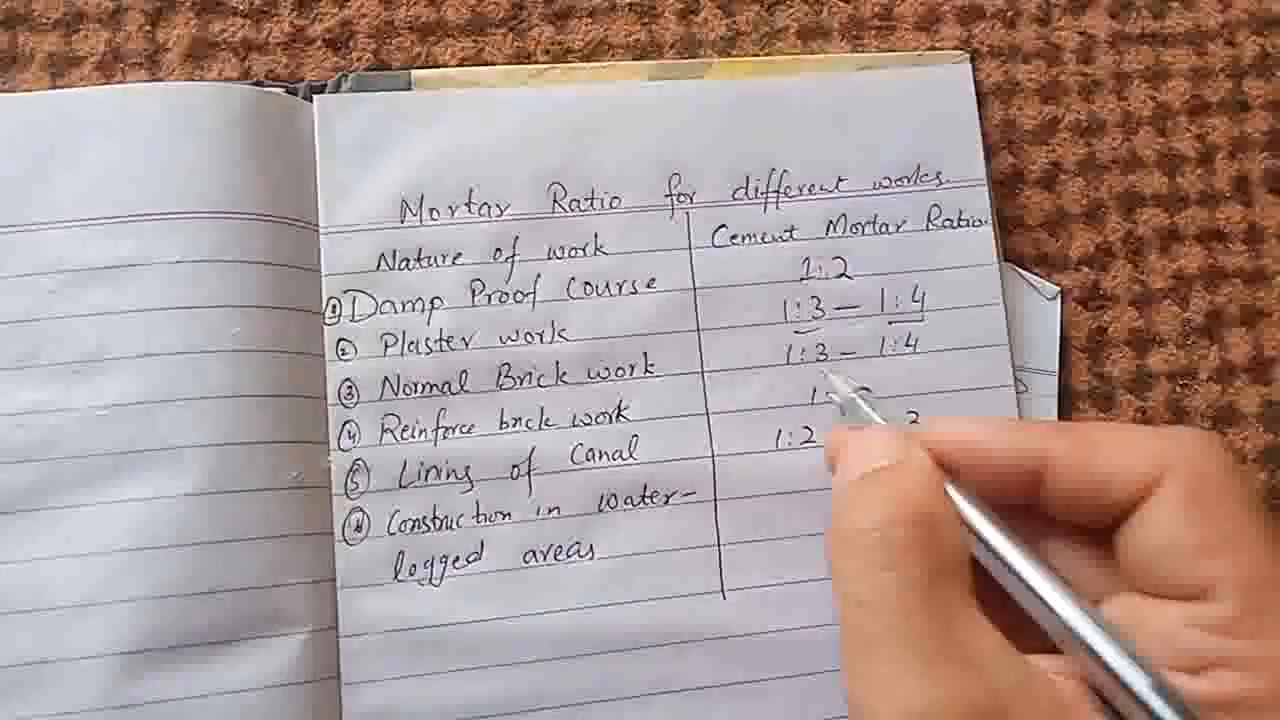 Mortar Ratio for different works.
Nature of work Cement Mortar Ratio
① Damp Proof Course 1:2
② Plaster work 1:3 – 1:4
③ Normal Brick work 1:3 – 1:4
④ Reinforce brick work
⑤ Lining of Canal 1:2
Construction in water-
logged areas